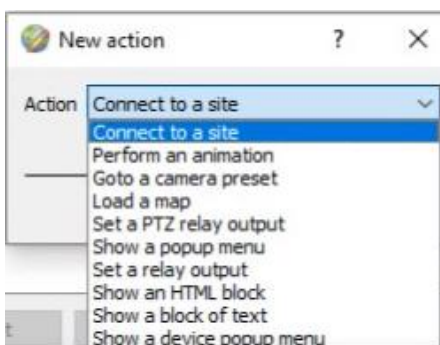 New action ?
Action Connect to a site
Connect to a site
Perform an animation
Goto a camera preset
Load a map
Set a PTZ relay output
Show a popup menu
Set a relay output
Show an HTML block
Show a block of text
Show a device popup menu